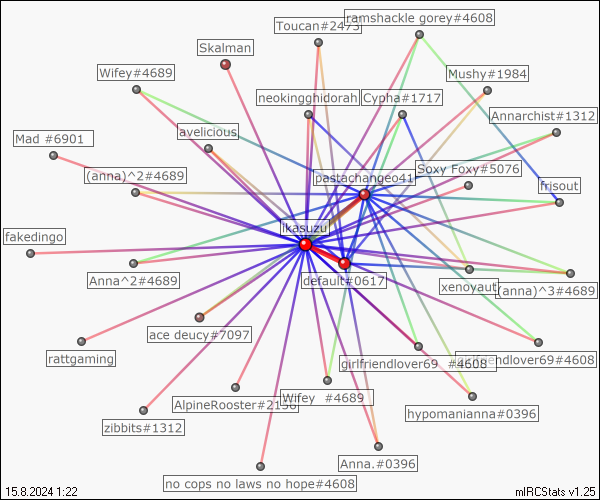 Toucan#2473
ramshackle gorey#4608
Skalman
Wifey#4689
Mushy#1984
neokingghidorah
Cypha#1717
Annarchist#1312
avelicious
Mad #6901
Soxy Foxy#5076
(anna)^2#4689
pastachangeo41
frisout
ikasuzu
fakedingo
Anna^2#4689
default#0617
xenoyaut
(anna)^3#4689
ace deucy#7097
rattgaming
girlfriendlover69 #4608
girlfriendlover69#4608
AlpineRooster#2156
Wifey #4689
hypomanianna#0396
zibbits#1312
Anna.#0396
no cops no laws no hope#4608
15.8.2024 1:22
mIRCStats v1.25